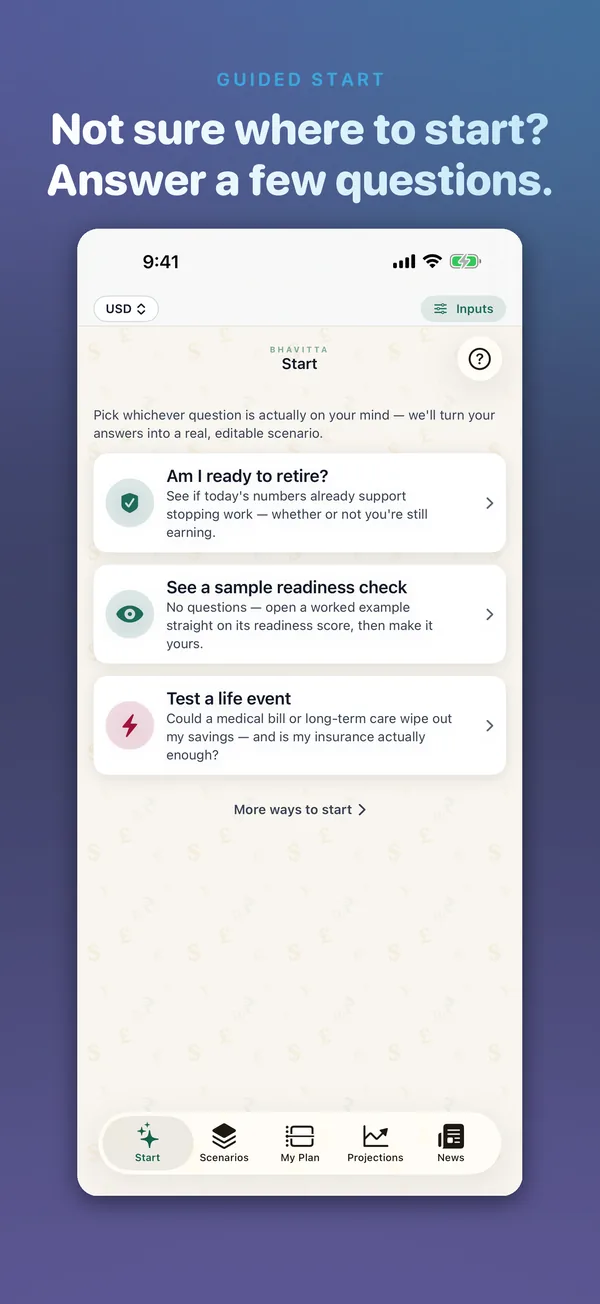 GUIDED START
Not sure where to start?
Answer a few questions.
9:41
USD
Inputs
BHAVITTA
Start
Pick whichever question is actually on your mind — we'll turn your
answers into a real, editable scenario.
Am I ready to retire?
See if today's numbers already support
stopping work — whether or not you're still
earning.
See a sample readiness check
No questions — open a worked example
straight on its readiness score, then make it
yours.
Test a life event
Could a medical bill or long-term care wipe out
my savings — and is my insurance actually
enough?
More ways to start
Start
Scenarios
My Plan
Projections
News